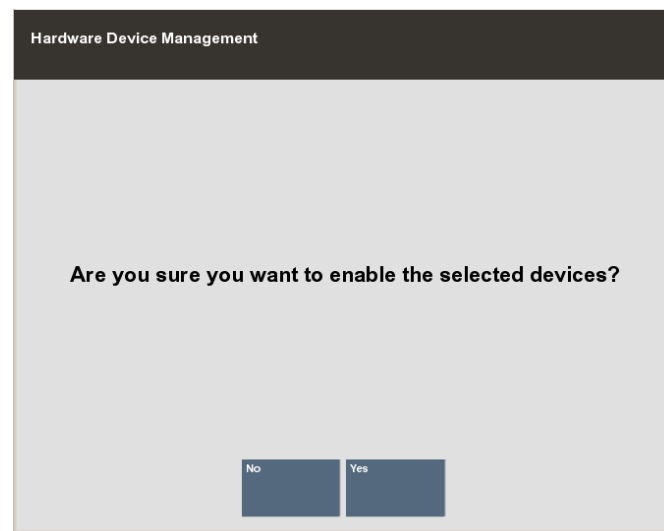 Hardware Device Management
Are you sure you want to enable the selected devices?
No
Yes